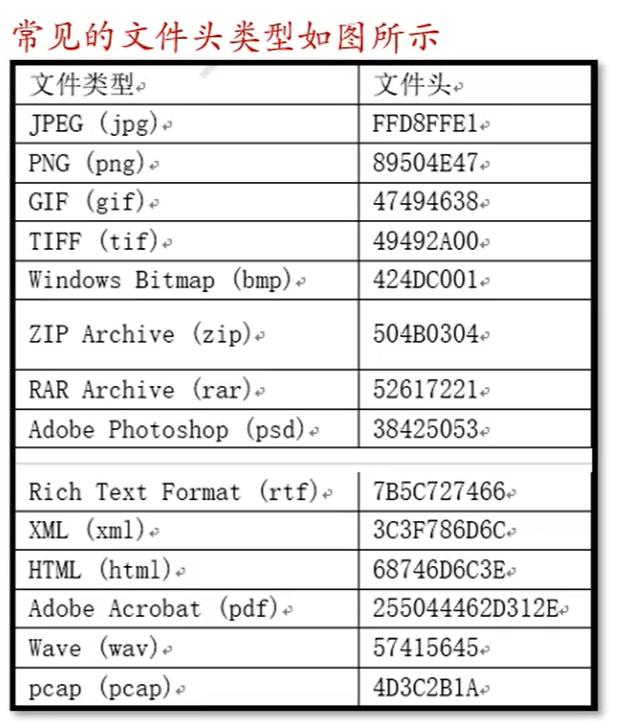 常见的文件头类型如图所示
文件类型 文件头
JPEG (jpg) FFD8FFE1
PNG (png) 89504E47
GIF (gif) 47494638
TIFF (tif) 49492A00
Windows Bitmap (bmp) 424DC001
ZIP Archive (zip) 504B0304
RAR Archive (rar) 52617221
Adobe Photoshop (psd) 38425053
Rich Text Format (rtf) 7B5C727466
XML (xml) 3C3F786D6C
HTML (html) 68746D6C3E
Adobe Acrobat (pdf) 255044462D312E
Wave (wav) 57415645
pcap (pcap) 4D3C2B1A